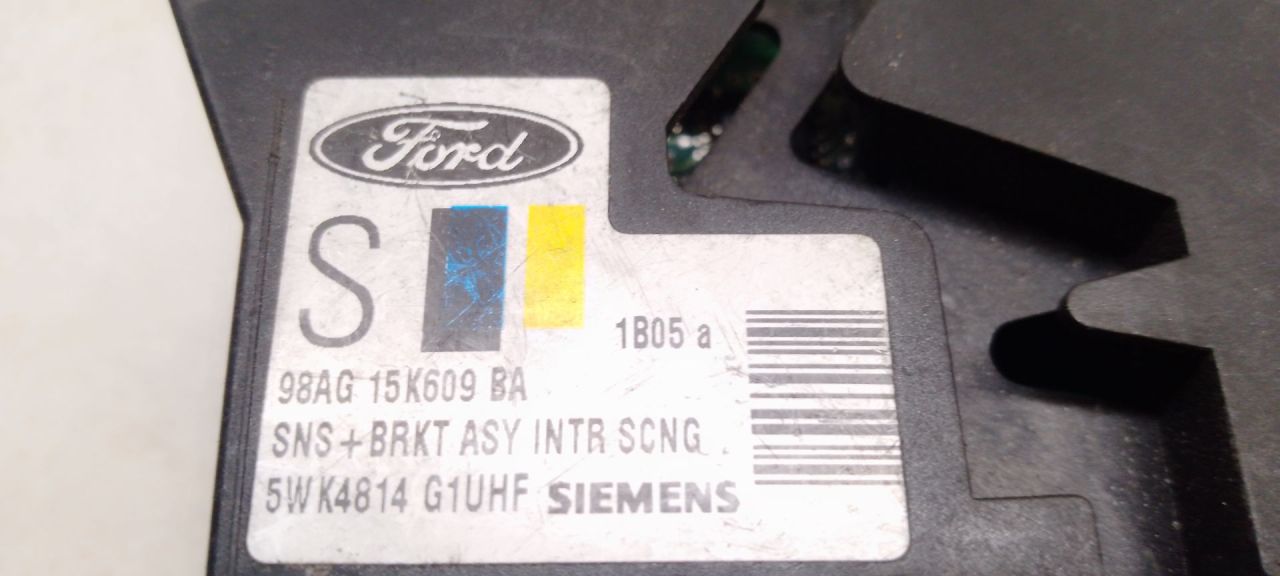 Ford
S
1B05 a
98AG 15K609 BA
SNS+BRKT ASY INTR SCNG
5WK4814 G1UHF SIEMENS